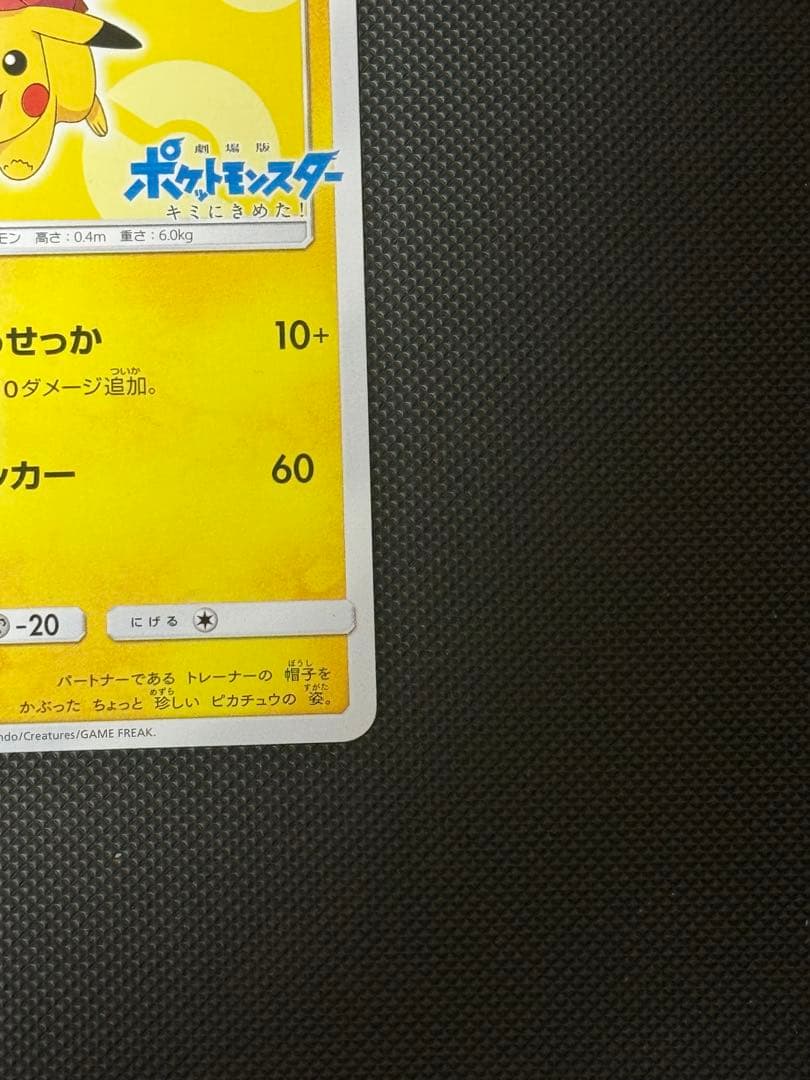 劇場版
ポケットモンスター
キミにきめた!
モン 高さ:0.4m 重さ:6.0kg
せっか 10+
ついか
0ダメージ追加。
ッカー 60
-20 にげる
ぼうし
パートナーである トレーナーの 帽子を
めずら すがた
かぶった ちょっと 珍しい ピカチュウの 姿。
ndo/Creatures/GAME FREAK.